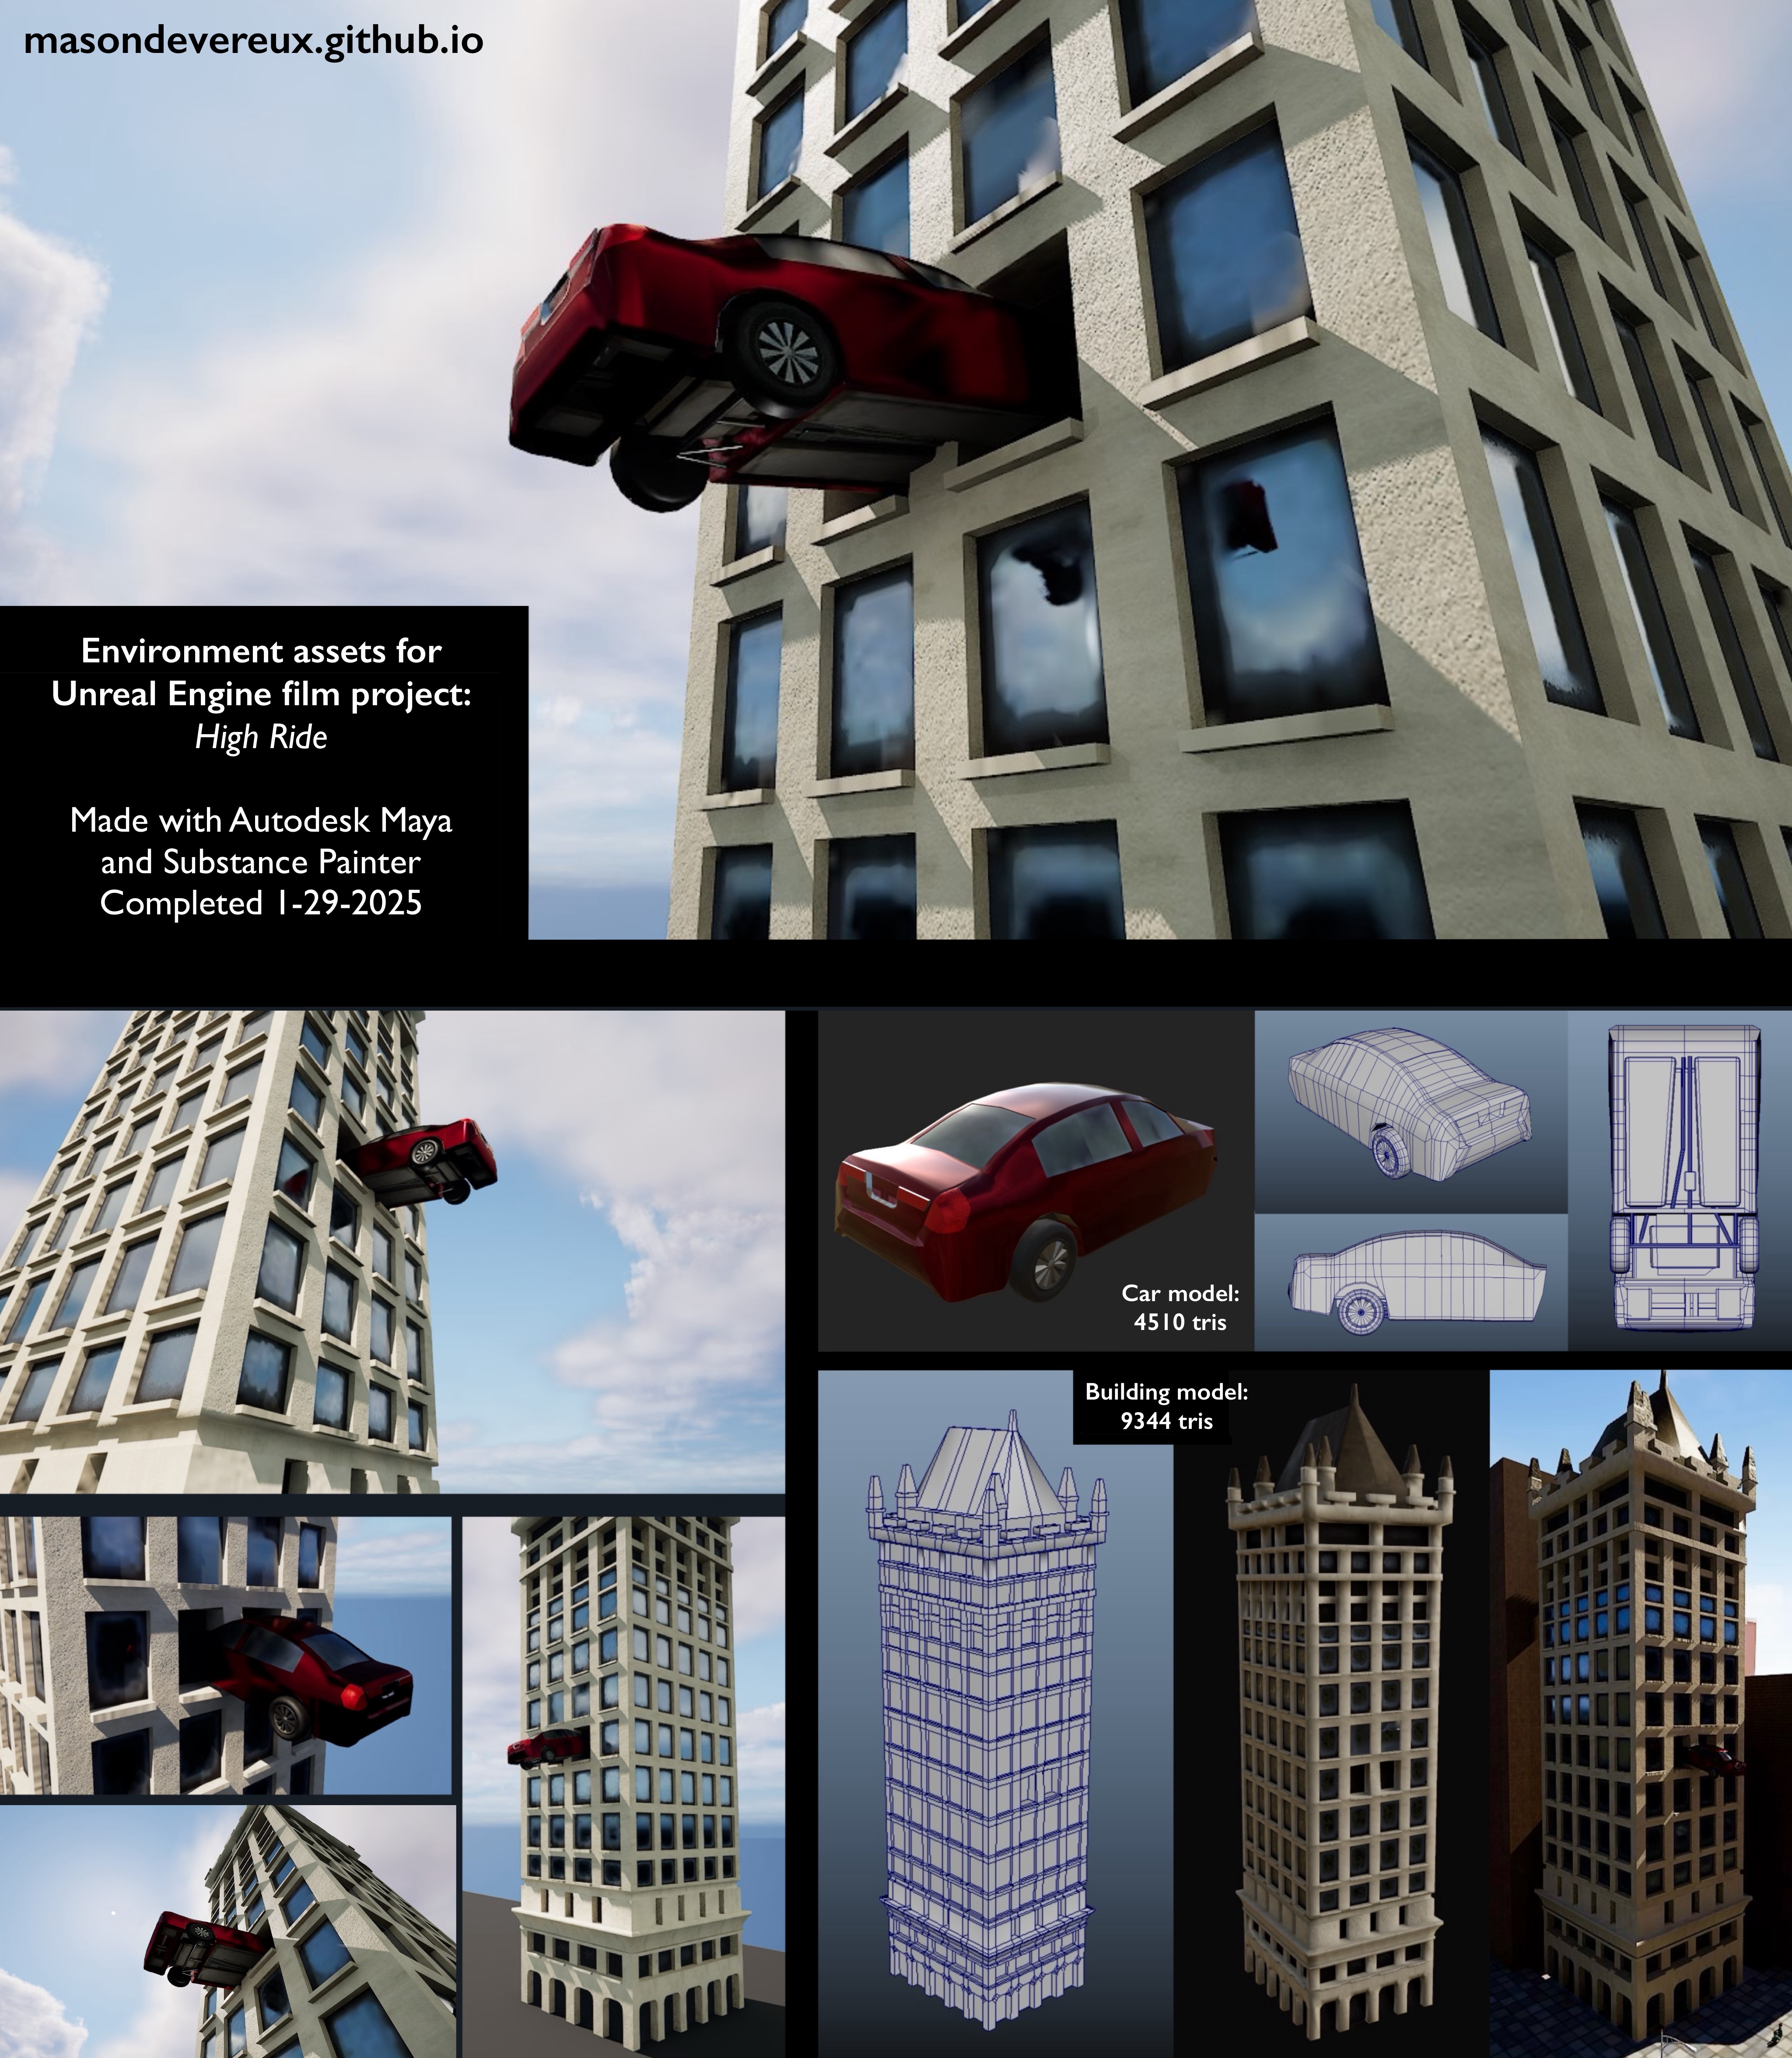 masondevereux.github.io
Environment assets for
Unreal Engine film project:
High Ride
Made with Autodesk Maya
and Substance Painter
Completed 1-29-2025
Car model:
4510 tris
Building model:
9344 tris